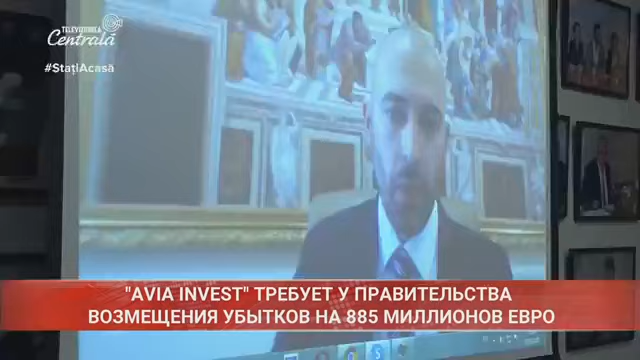 TELEVIZIUNEA
Centrală
#StațiAcasă
"AVIA INVEST" ТРЕБУЕТ У ПРАВИТЕЛЬСТВА
ВОЗМЕЩЕНИЯ УБЫТКОВ НА 885 МИЛЛИОНОВ ЕВРО